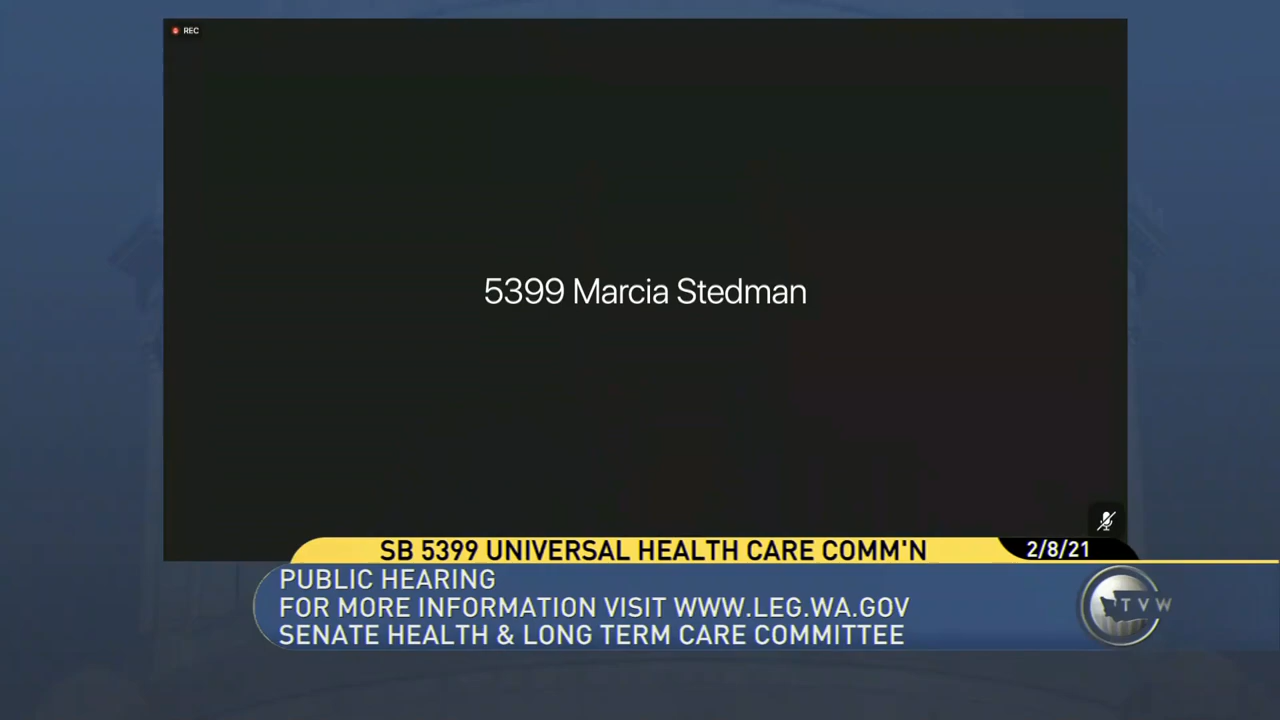 REC
5399 Marcia Stedman
SB 5399 UNIVERSAL HEALTH CARE COMM'N
2/8/21
PUBLIC HEARING
FOR MORE INFORMATION VISIT WWW.LEG.WA.GOV
SENATE HEALTH & LONG TERM CARE COMMITTEE
TVW